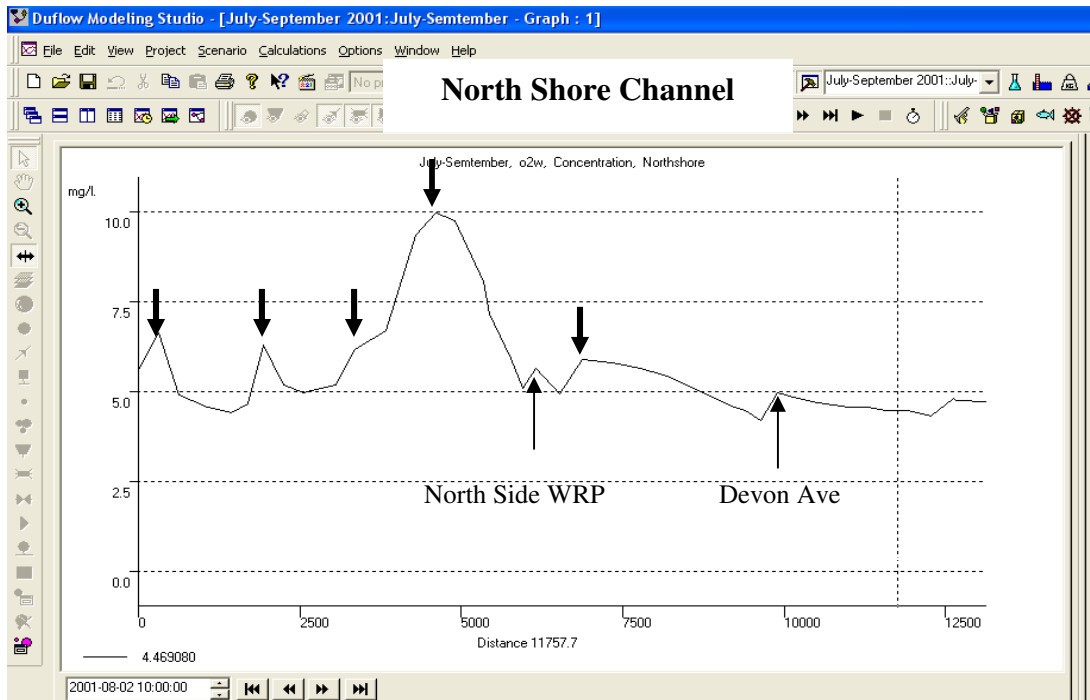 Duflow Modeling Studio - [July-September 2001:July-Semtember - Graph : 1]
File Edit View Project Scenario Calculations Options Window Help
No p
North Shore Channel
July-September 2001::July-
July-Semtember, o2w, Concentration, Northshore
mg/l.
10.0
7.5
5.0
2.5
0.0
North Side WRP
Devon Ave
0 2500 5000 7500 10000 12500
Distance 11757.7
4.469080
2001-08-02 10:00:00